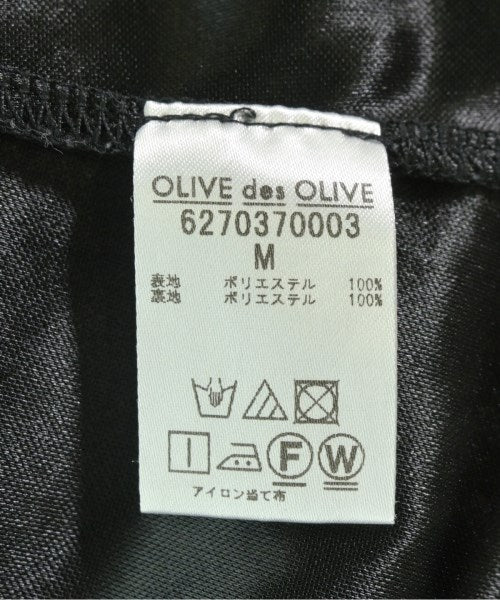 OLIVE des OLIVE
6270370003
M
表地 ポリエステル 100%
裏地 ポリエステル 100%
F W
アイロン当て布